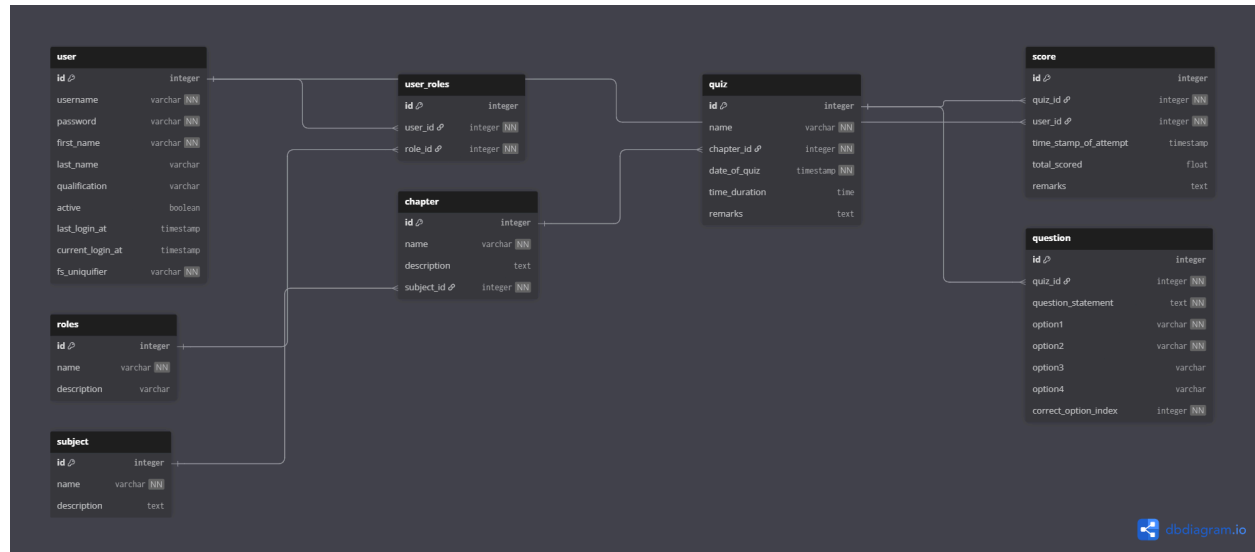 user
id integer
username varchar NN
password varchar NN
first_name varchar NN
last_name varchar
qualification varchar
active boolean
last_login_at timestamp
current_login_at timestamp
fs_uniquifier varchar NN
roles
id integer
name varchar NN
description varchar
subject
id integer
name varchar NN
description text
user_roles
id integer
user_id integer NN
role_id integer NN
chapter
id integer
name varchar NN
description text
subject_id integer NN
quiz
id integer
name varchar NN
chapter_id integer NN
date_of_quiz timestamp NN
time_duration time
remarks text
score
id integer
quiz_id integer NN
user_id integer NN
time_stamp_of_attempt timestamp
total_scored float
remarks text
question
id integer
quiz_id integer NN
question_statement text NN
option1 varchar NN
option2 varchar NN
option3 varchar
option4 varchar
correct_option_index integer NN
dbdiagram.io